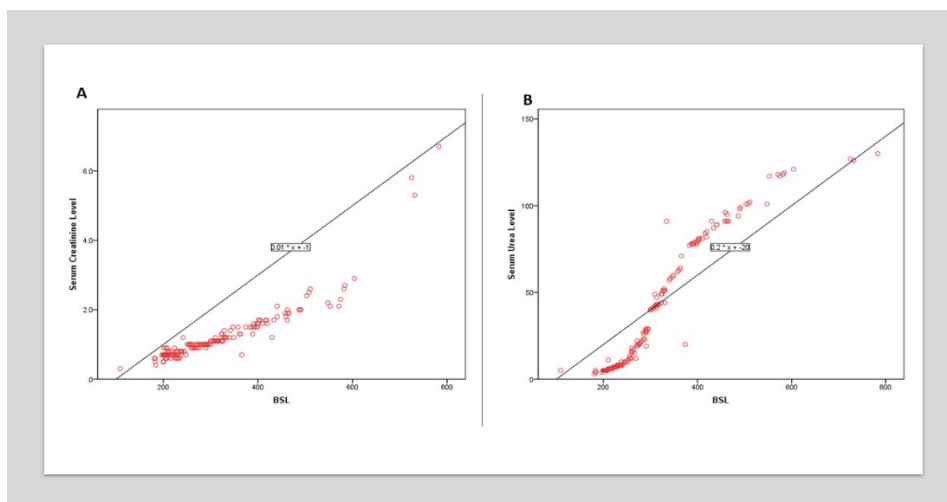 A
Serum Creatinine Level
6.0
4.0
2.0
.0
0.01 * x + -1
200 400 600 800
BSL
B
Serum Urea Level
150
100
50
0
0.2 * x + -20
200 400 600 800
BSL